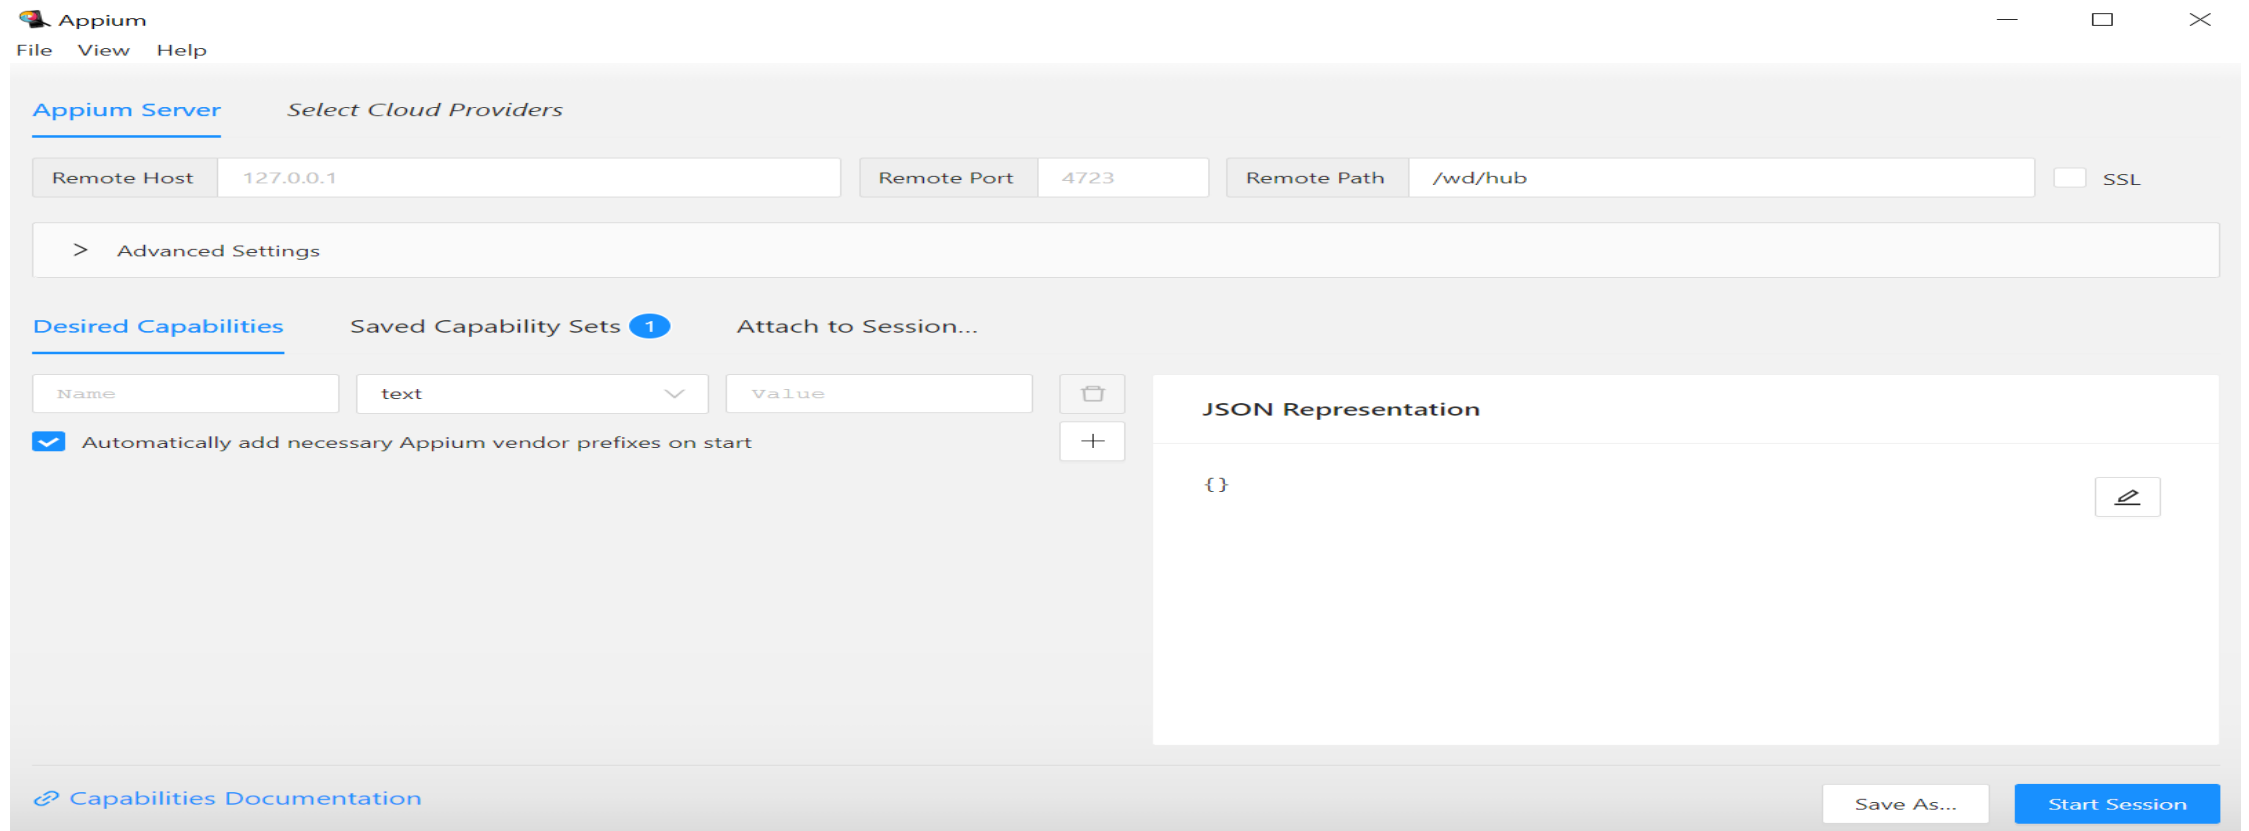 Appium
File View Help
Appium Server Select Cloud Providers
Remote Host 127.0.0.1 Remote Port 4723 Remote Path /wd/hub SSL
> Advanced Settings
Desired Capabilities Saved Capability Sets 1 Attach to Session...
Name text Value
JSON Representation
Automatically add necessary Appium vendor prefixes on start
{}
Capabilities Documentation
Save As... Start Session